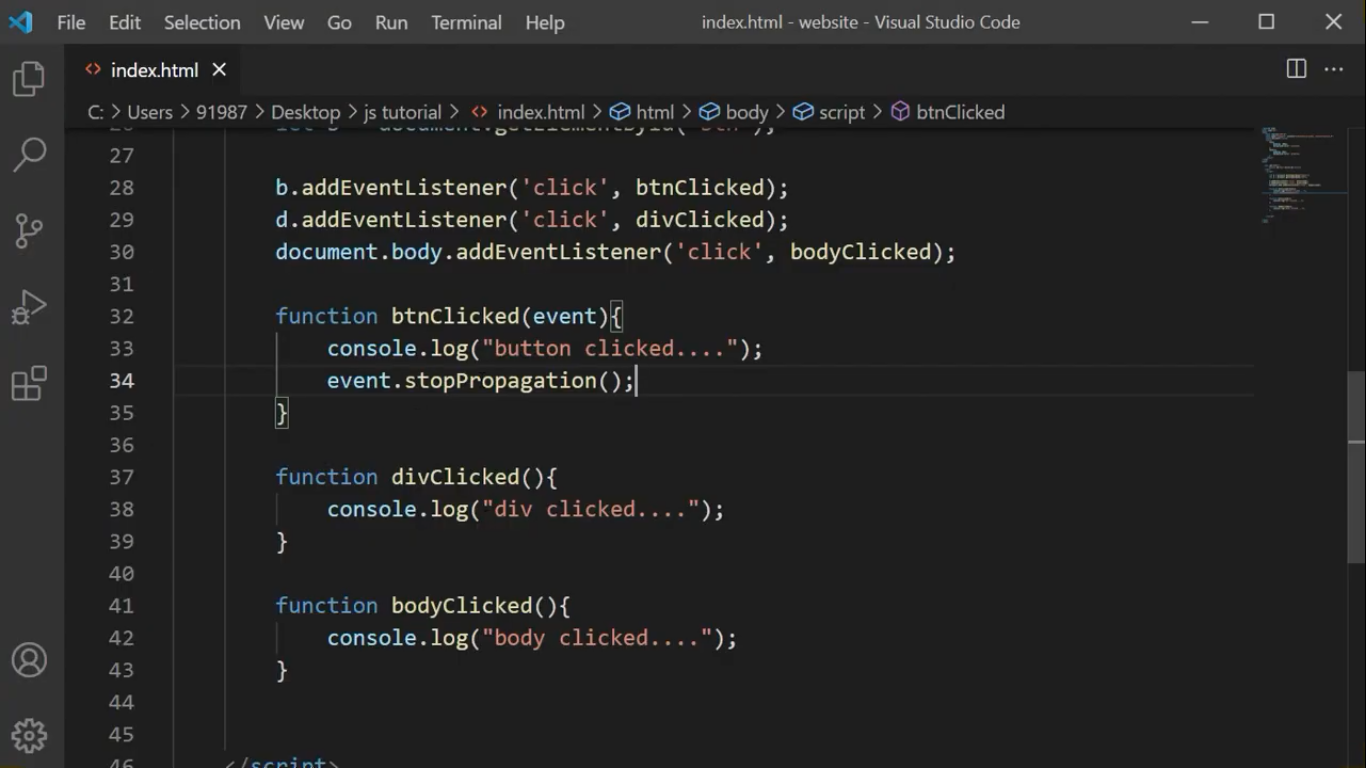 File Edit Selection View Go Run Terminal Help index.html - website - Visual Studio Code
index.html
C: > Users > 91987 > Desktop > js tutorial > index.html > html > body > script > btnClicked
27
28 b.addEventListener('click', btnClicked);
29 d.addEventListener('click', divClicked);
30 document.body.addEventListener('click', bodyClicked);
31
32 function btnClicked(event){
33 console.log("button clicked....");
34 event.stopPropagation();
35 }
36
37 function divClicked(){
38 console.log("div clicked....");
39 }
40
41 function bodyClicked(){
42 console.log("body clicked....");
43 }
44
45
46 </script>